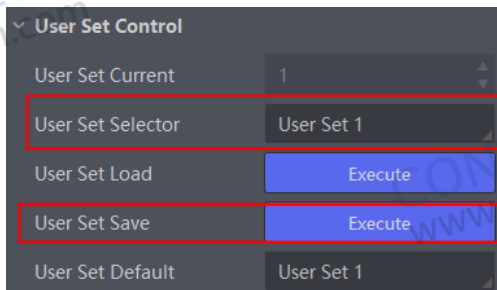 User Set Control
User Set Current 1
User Set Selector User Set 1
User Set Load Execute
User Set Save Execute
User Set Default User Set 1